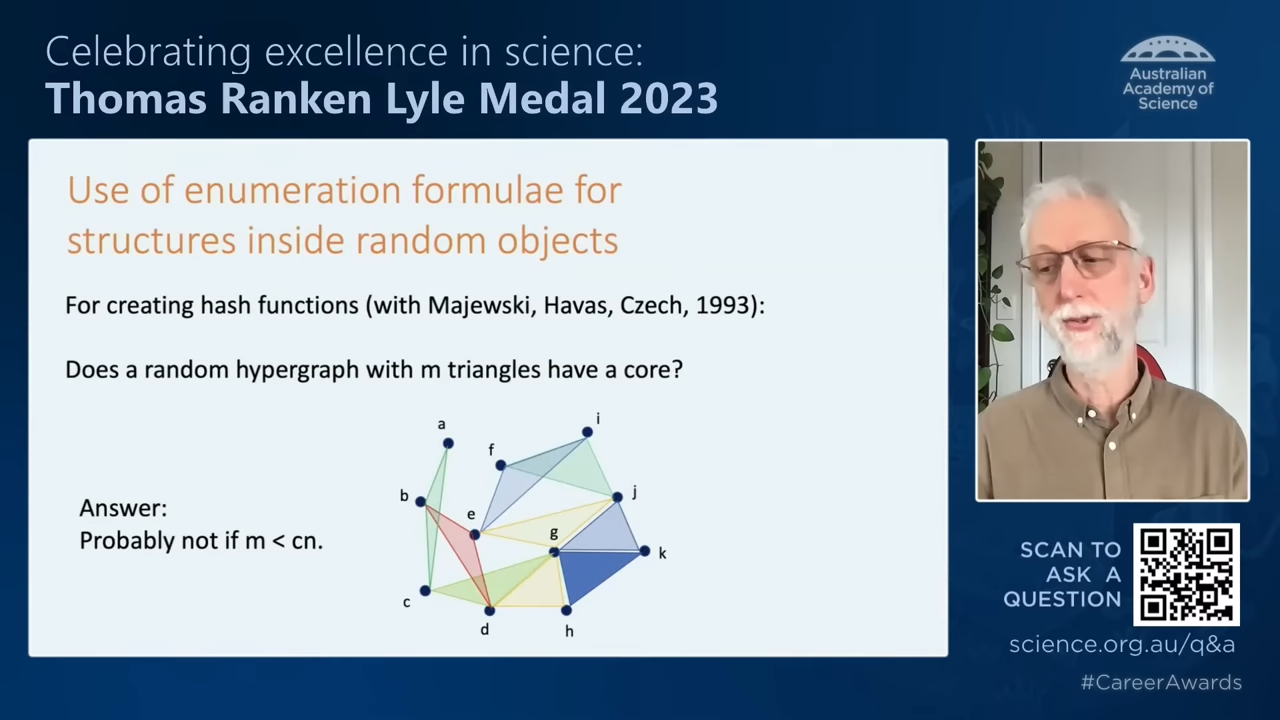 Celebrating excellence in science:
Thomas Ranken Lyle Medal 2023
Australian
Academy of
Science
Use of enumeration formulae for
structures inside random objects
For creating hash functions (with Majewski, Havas, Czech, 1993):
Does a random hypergraph with m triangles have a core?
a
i
f
b
e
j
g
k
c
d
h
Answer:
Probably not if m < cn.
SCAN TO
ASK A
QUESTION
science.org.au/q&a
#CareerAwards